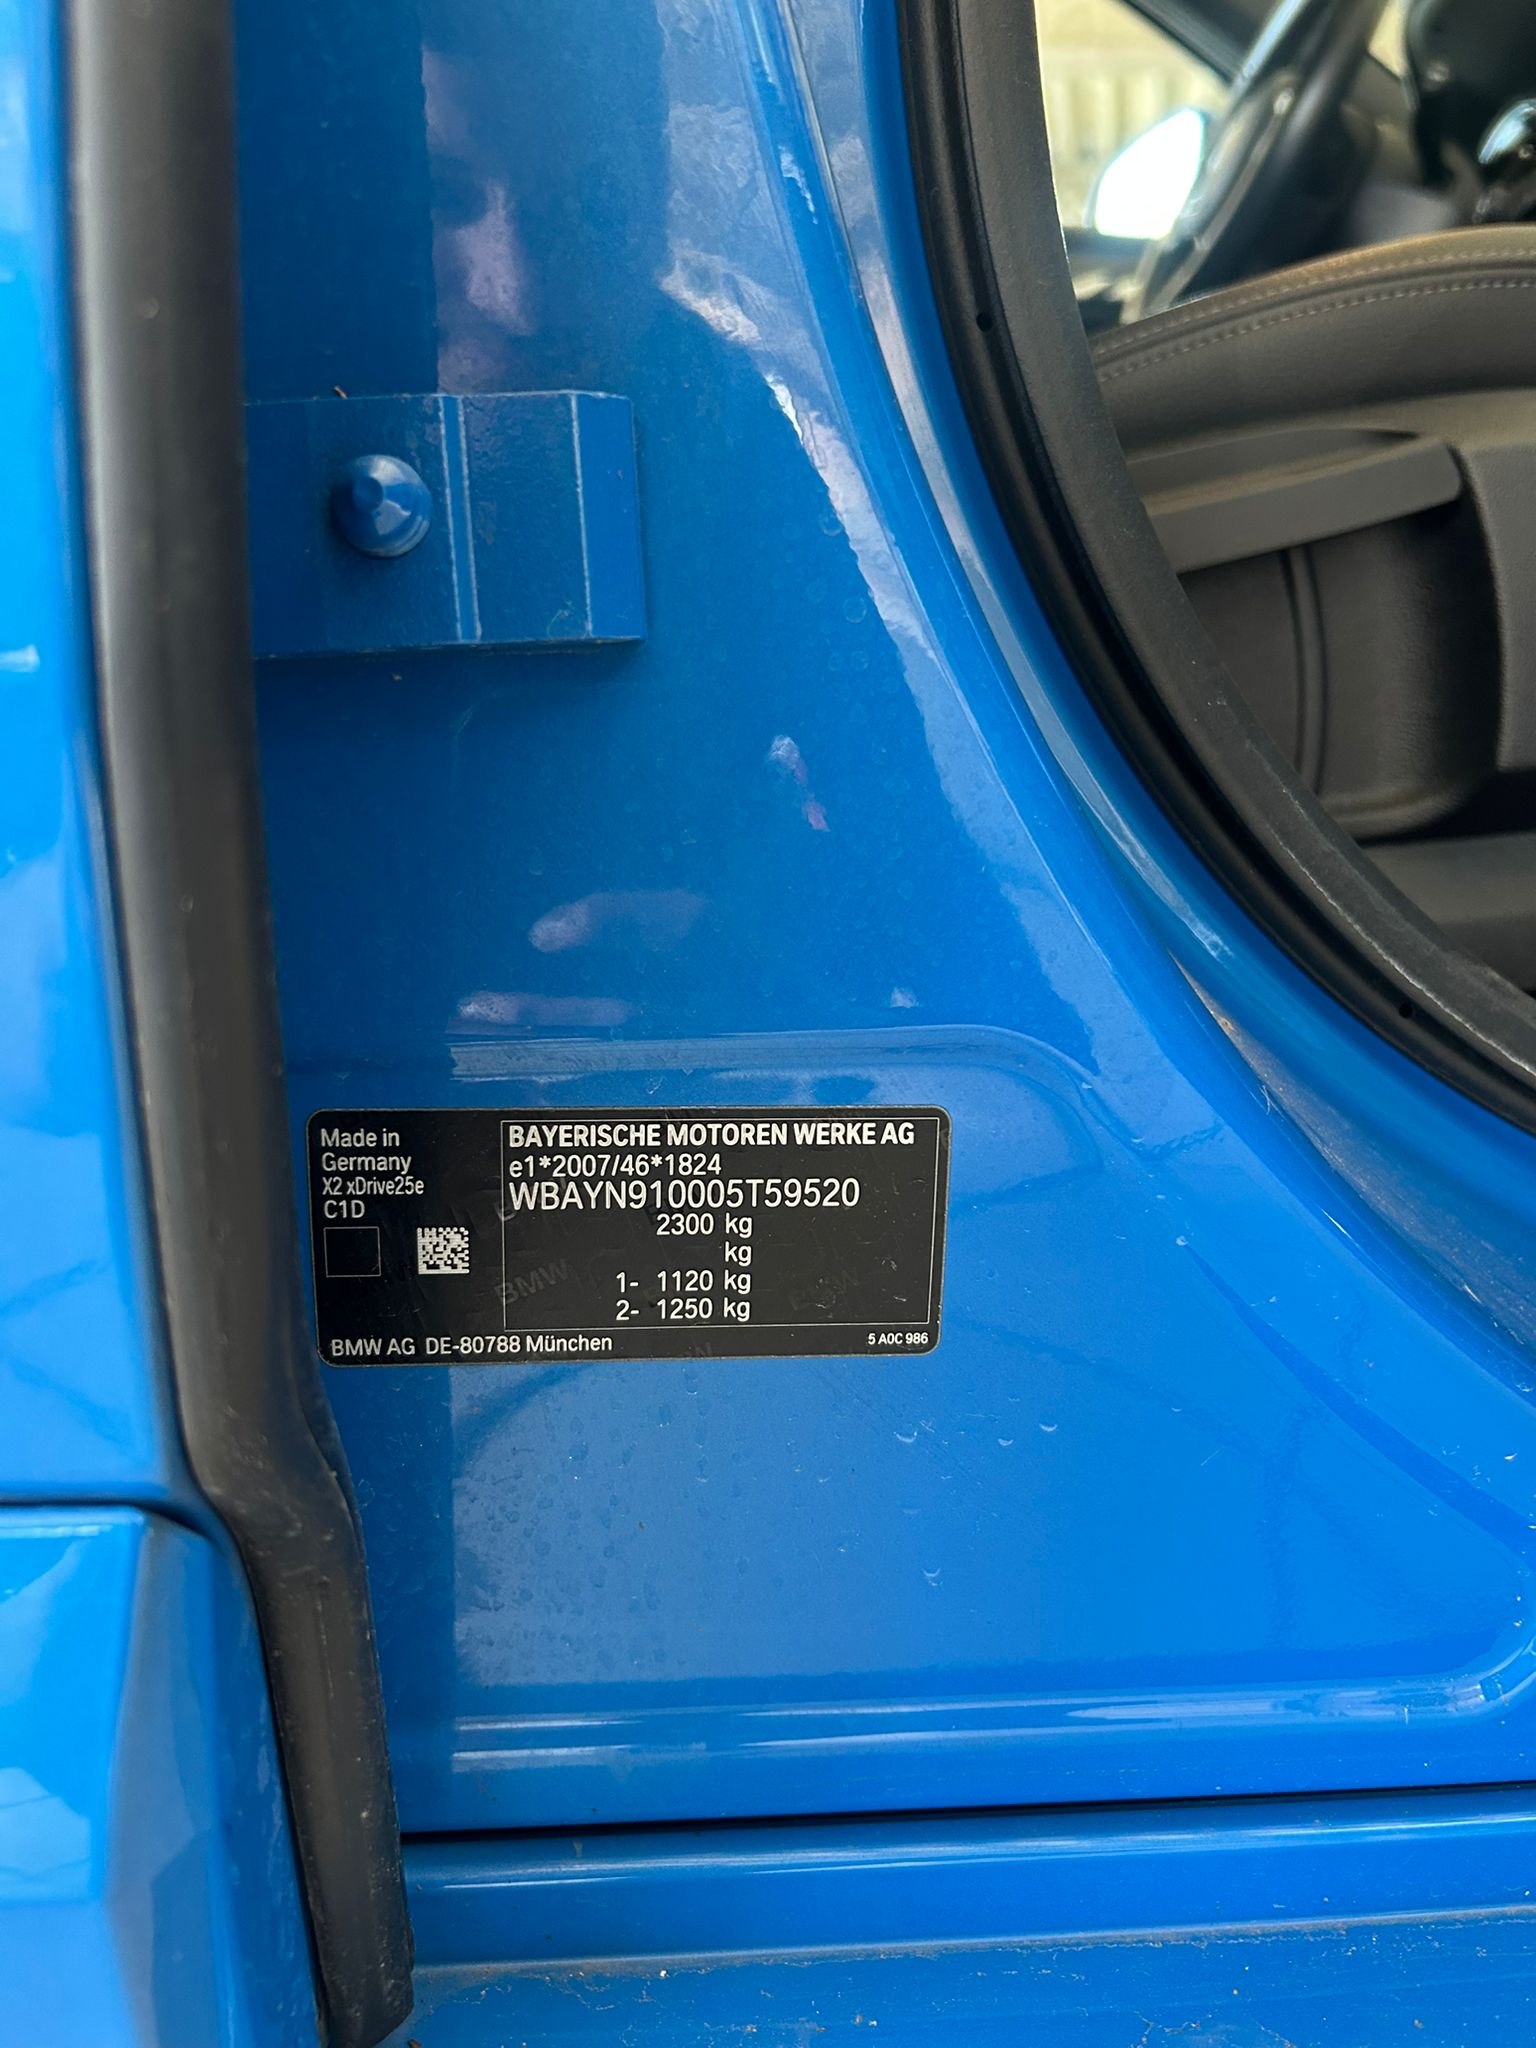 Made in
Germany
X2 xDrive25e
C1D
BAYERISCHE MOTOREN WERKE AG
e1*2007/46*1824
WBAYN910005T59520
2300 kg
kg
1- 1120 kg
2- 1250 kg
BMW AG DE-80788 München
5 A0C 986